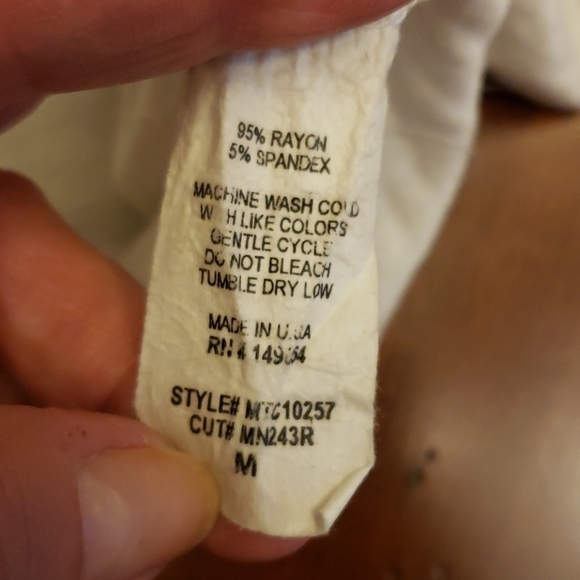 95% RAYON
5% SPANDEX
MACHINE WASH COLD
WASH LIKE COLORS
GENTLE CYCLE
DO NOT BLEACH
TUMBLE DRY LOW
MADE IN U.S.A
RN#
STYLE#
CUT# MN243R
M